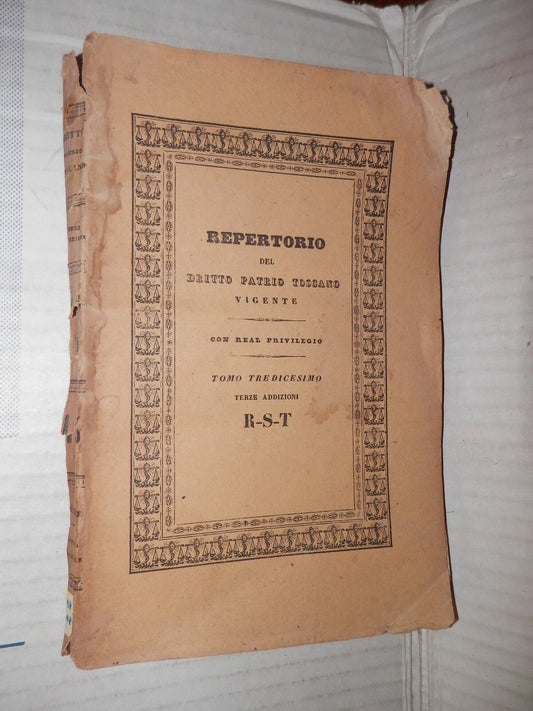 REPERTORIO
DEL
DRITTO PATRIO TOSCANO
VIGENTE
CON REAL PRIVILEGIO
TOMO TREDICESIMO
TERZE ADDIZIONI
R-S-T